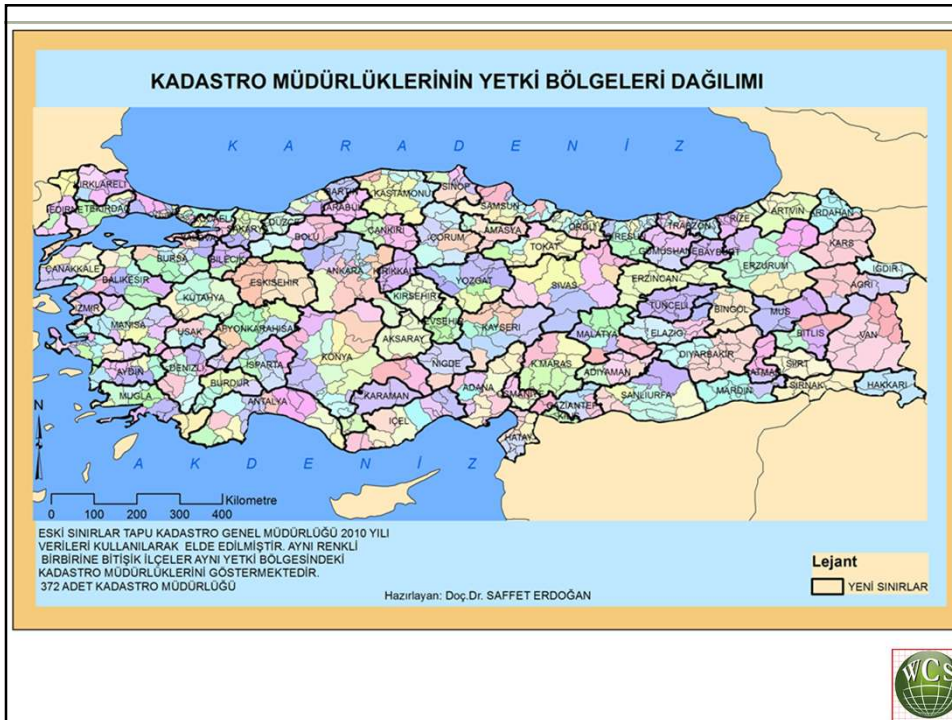 KADASTRO MÜDÜRLÜKLERİNİN YETKİ BÖLGELERİ DAĞILIMI
K A R A D E N İ Z
KIRKLARELİ
KASTAMONU
SİNOP
SAMSUN
ARTVİN
ARDAHAN
EDİRNE TEKİRDAĞ
DÜZCE
KARABÜK
ORDU
TRABZON
RİZE
BOLU
ÇANKIRI
ÇORUM
AMASYA
GÜMÜŞHANE BAYBURT
KARS
ÇANAKKALE
BURSA
BİLECİK
TOKAT
ERZURUM
IĞDIR
BALIKESİR
ANKARA
KIRIKKALE
YOZGAT
SİVAS
ERZİNCAN
AĞRI
ESKİSEHİR
KÜTAHYA
KIRŞEHİR
TUNCELİ
BİNGÖL
MUŞ
İZMİR
MANİSA
UŞAK
AFYONKARAHİSAR
AKSARAY
NEVŞEHİR
KAYSERİ
MALATYA
ELAZIĞ
BİTLİS
VAN
KONYA
DİYARBAKIR
AYDIN
DENİZLİ
ISPARTA
NİĞDE
K.MARAŞ
ADIYAMAN
BATMAN
SİİRT
MUĞLA
BURDUR
ADANA
ŞANLIURFA
MARDİN
ŞIRNAK
HAKKARİ
ANTALYA
KARAMAN
OSMANİYE
GAZİANTEP
İÇEL
HATAY
N
A K D E N İ Z
Kilometre
0 100 200 300 400
ESKİ SINIRLAR TAPU KADASTRO GENEL MÜDÜRLÜĞÜ 2010 YILI
VERİLERİ KULLANILARAK ELDE EDİLMİŞTİR. AYNI RENKLİ
BİRBİRİNE BİTİŞİK İLÇELER AYNI YETKİ BÖLGESİNDEKİ
KADASTRO MÜDÜRLÜKLERİNİ GÖSTERMEKTEDİR.
372 ADET KADASTRO MÜDÜRLÜĞÜ
Hazırlayan: Doç.Dr. SAFFET ERDOĞAN
Lejant
YENİ SINIRLAR
WCS